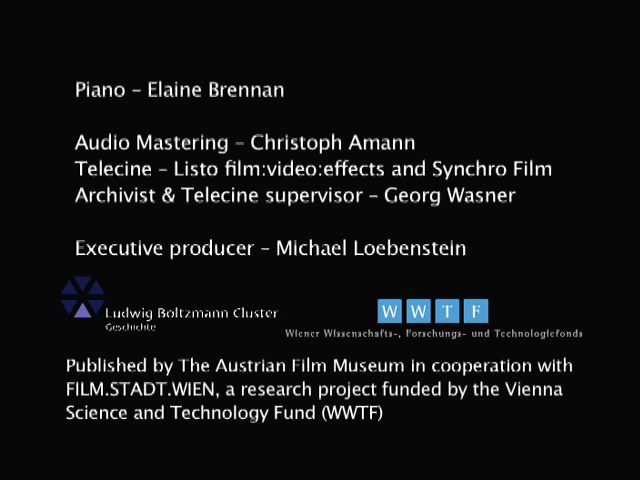 Piano – Elaine Brennan
Audio Mastering – Christoph Amann
Telecine – Listo film:video:effects and Synchro Film
Archivist & Telecine supervisor – Georg Wasner
Executive producer – Michael Loebenstein
Ludwig Boltzmann Cluster
Geschichte
WWTF
Wiener Wissenschafts-, Forschungs- und Technologiefonds
Published by The Austrian Film Museum in cooperation with
FILM.STADT.WIEN, a research project funded by the Vienna
Science and Technology Fund (WWTF)